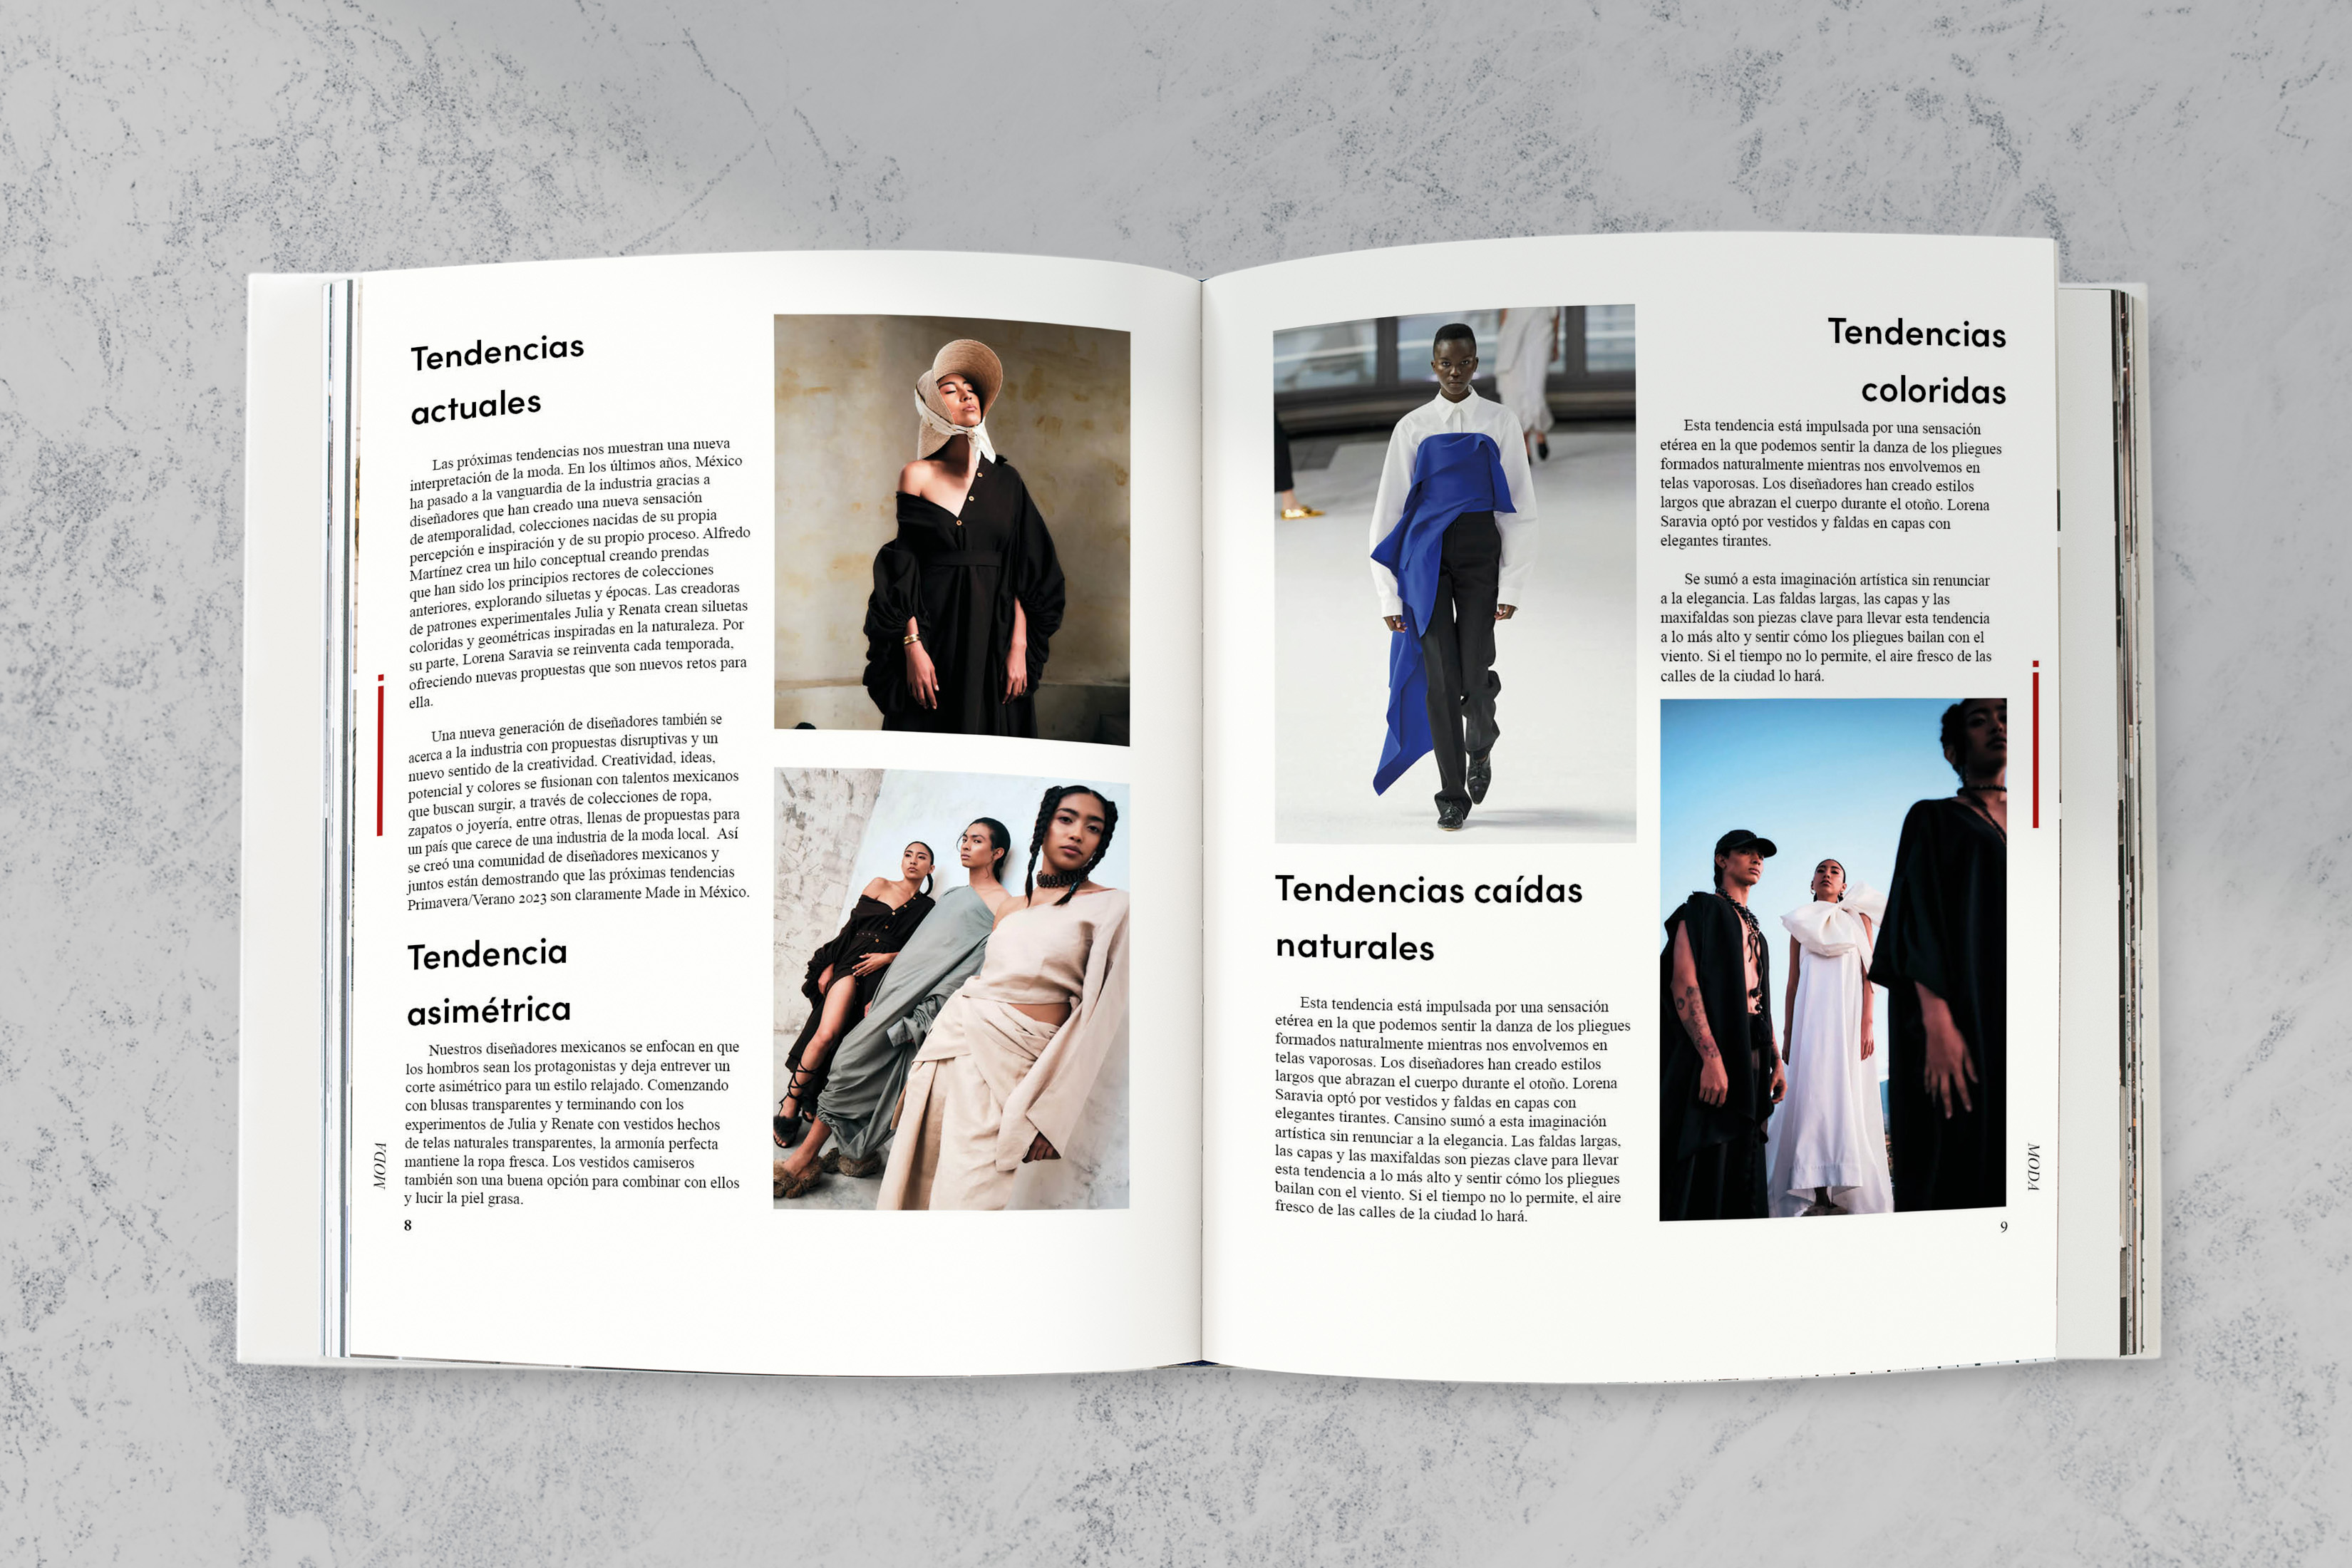 Tendencias
actuales
Las próximas tendencias nos muestran una nueva
interpretación de la moda. En los últimos años, México
ha pasado a la vanguardia de la industria gracias a
diseñadores que han creado una nueva sensación
de atemporalidad, colecciones nacidas de su propia
percepción e inspiración y de su propio proceso. Alfredo
Martínez crea un hilo conceptual creando prendas
que han sido los principios rectores de colecciones
anteriores, explorando siluetas y épocas. Las creadoras
de patrones experimentales Julia y Renata crean siluetas
coloridas y geométricas inspiradas en la naturaleza. Por
su parte, Lorena Saravia se reinventa cada temporada,
ofreciendo nuevas propuestas que son nuevos retos para
ella.
Una nueva generación de diseñadores también se
acerca a la industria con propuestas disruptivas y un
nuevo sentido de la creatividad. Creatividad, ideas,
potencial y colores se fusionan con talentos mexicanos
que buscan surgir, a través de colecciones de ropa,
zapatos o joyería, entre otras, llenas de propuestas para
un país que carece de una industria de la moda local. Así
se creó una comunidad de diseñadores mexicanos y
juntos están demostrando que las próximas tendencias
Primavera/Verano 2023 son claramente Made in México.
Tendencia
asimétrica
Nuestros diseñadores mexicanos se enfocan en que
los hombros sean los protagonistas y deja entrever un
corte asimétrico para un estilo relajado. Comenzando
con blusas transparentes y terminando con los
experimentos de Julia y Renate con vestidos hechos
de telas naturales transparentes, la armonía perfecta
mantiene la ropa fresca. Los vestidos camiseros
también son una buena opción para combinar con ellos
y lucir la piel grasa.
MODA
8
Tendencias caídas
naturales
Esta tendencia está impulsada por una sensación
etérea en la que podemos sentir la danza de los pliegues
formados naturalmente mientras nos envolvemos en
telas vaporosas. Los diseñadores han creado estilos
largos que abrazan el cuerpo durante el otoño. Lorena
Saravia optó por vestidos y faldas en capas con
elegantes tirantes. Cansino sumó a esta imaginación
artística sin renunciar a la elegancia. Las faldas largas,
las capas y las maxifaldas son piezas clave para llevar
esta tendencia a lo más alto y sentir cómo los pliegues
bailan con el viento. Si el tiempo no lo permite, el aire
fresco de las calles de la ciudad lo hará.
Tendencias
coloridas
Esta tendencia está impulsada por una sensación
etérea en la que podemos sentir la danza de los pliegues
formados naturalmente mientras nos envolvemos en
telas vaporosas. Los diseñadores han creado estilos
largos que abrazan el cuerpo durante el otoño. Lorena
Saravia optó por vestidos y faldas en capas con
elegantes tirantes.
Se sumó a esta imaginación artística sin renunciar
a la elegancia. Las faldas largas, las capas y las
maxifaldas son piezas clave para llevar esta tendencia
a lo más alto y sentir cómo los pliegues bailan con el
viento. Si el tiempo no lo permite, el aire fresco de las
calles de la ciudad lo hará.
MODA
9